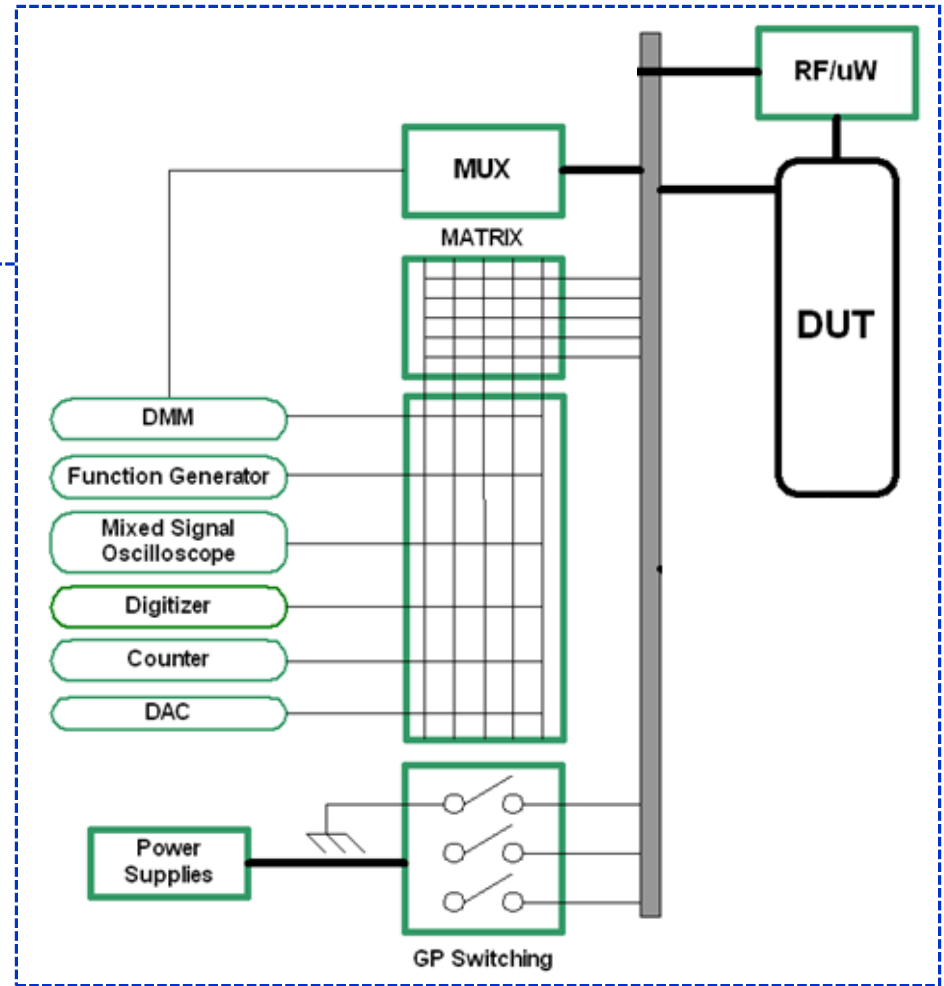 RF/uW
MUX
MATRIX
DUT
DMM
Function Generator
Mixed Signal
Oscilloscope
Digitizer
Counter
DAC
Power
Supplies
GP Switching